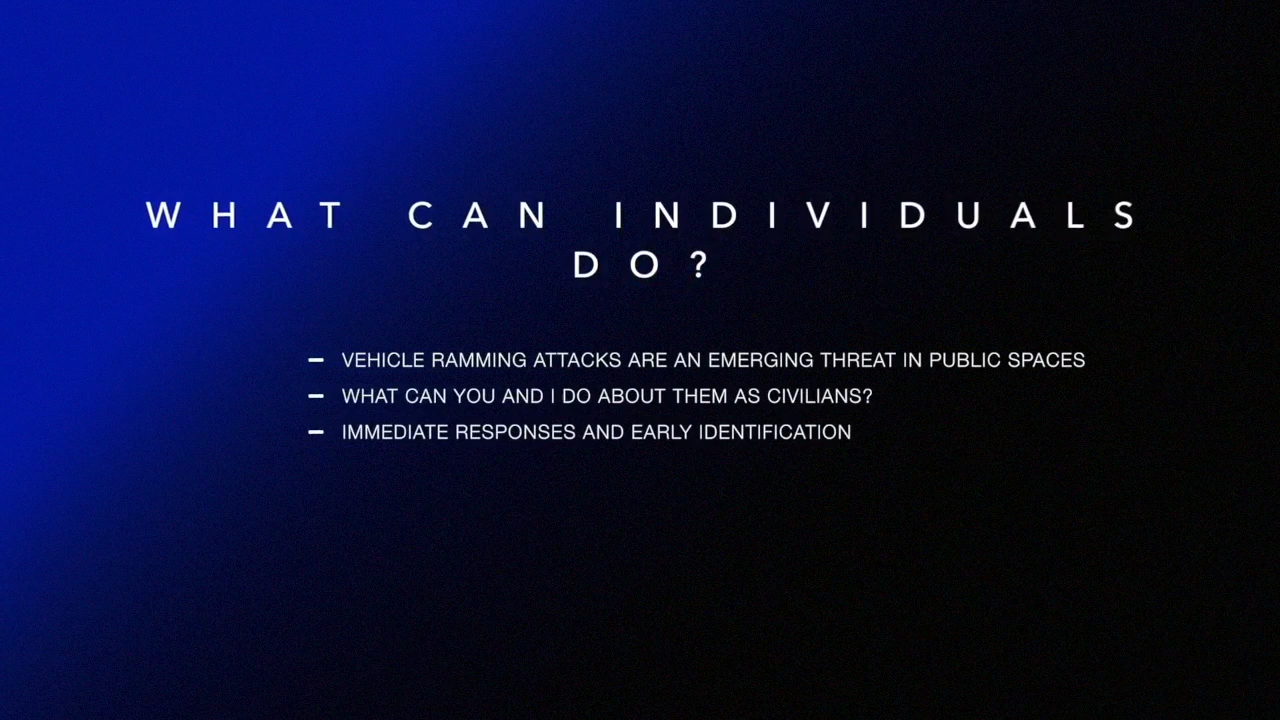 WHAT CAN INDIVIDUALS
DO?
– VEHICLE RAMMING ATTACKS ARE AN EMERGING THREAT IN PUBLIC SPACES
– WHAT CAN YOU AND I DO ABOUT THEM AS CIVILIANS?
– IMMEDIATE RESPONSES AND EARLY IDENTIFICATION